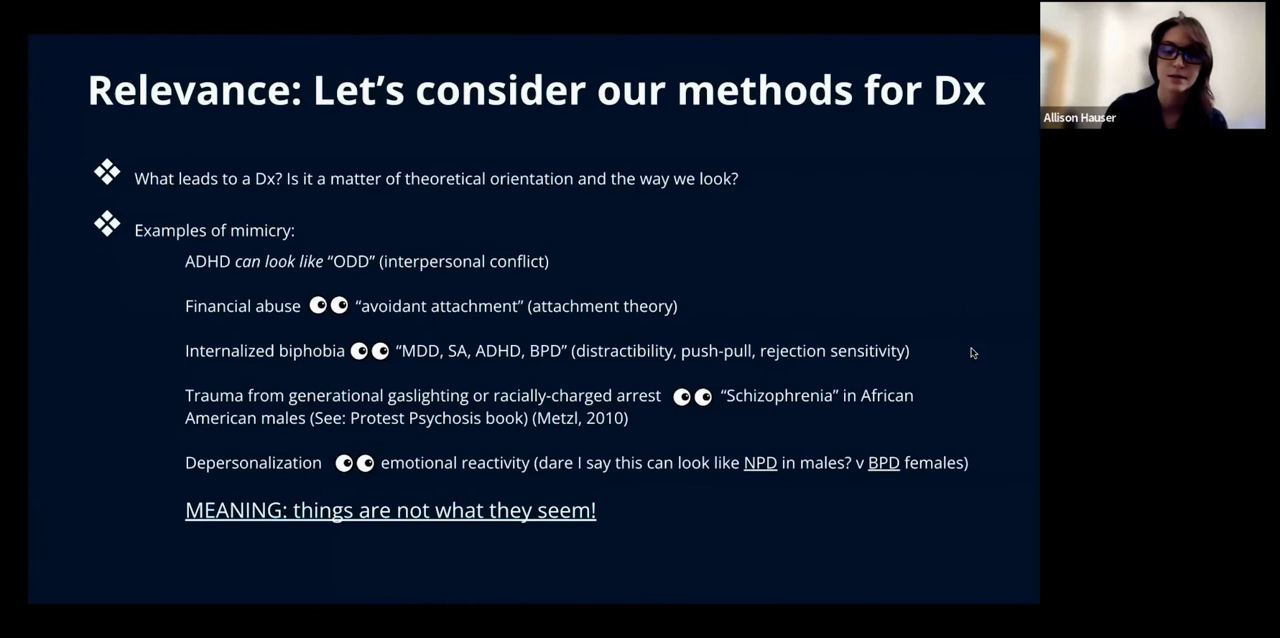 Relevance: Let's consider our methods for Dx
What leads to a Dx? Is it a matter of theoretical orientation and the way we look?
Examples of mimicry:
ADHD can look like “ODD” (interpersonal conflict)
Financial abuse 👀 “avoidant attachment” (attachment theory)
Internalized biphobia 👀 “MDD, SA, ADHD, BPD” (distractibility, push-pull, rejection sensitivity)
Trauma from generational gaslighting or racially-charged arrest 👀 “Schizophrenia” in African
American males (See: Protest Psychosis book) (Metzl, 2010)
Depersonalization 👀 emotional reactivity (dare I say this can look like NPD in males? v BPD females)
MEANING: things are not what they seem!
Allison Hauser